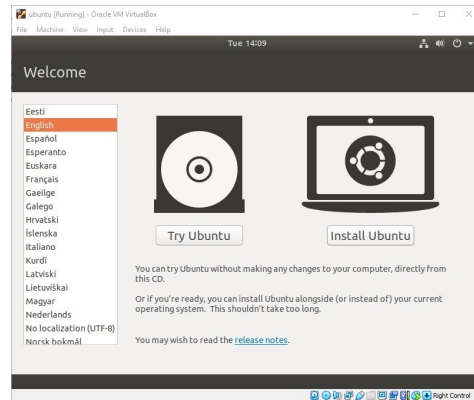 ubuntu [Running] - Oracle VM VirtualBox
File Machine View Input Devices Help
Tue 14:09
Welcome
Eesti
English
Español
Esperanto
Euskara
Français
Gaeilge
Galego
Hrvatski
Íslenska
Italiano
Kurdî
Latviski
Lietuviškai
Magyar
Nederlands
No localization (UTF-8)
Norsk bokmål
Try Ubuntu
Install Ubuntu
You can try Ubuntu without making any changes to your computer, directly from
this CD.
Or if you're ready, you can install Ubuntu alongside (or instead of) your current
operating system. This shouldn't take too long.
You may wish to read the release notes.
Right Control